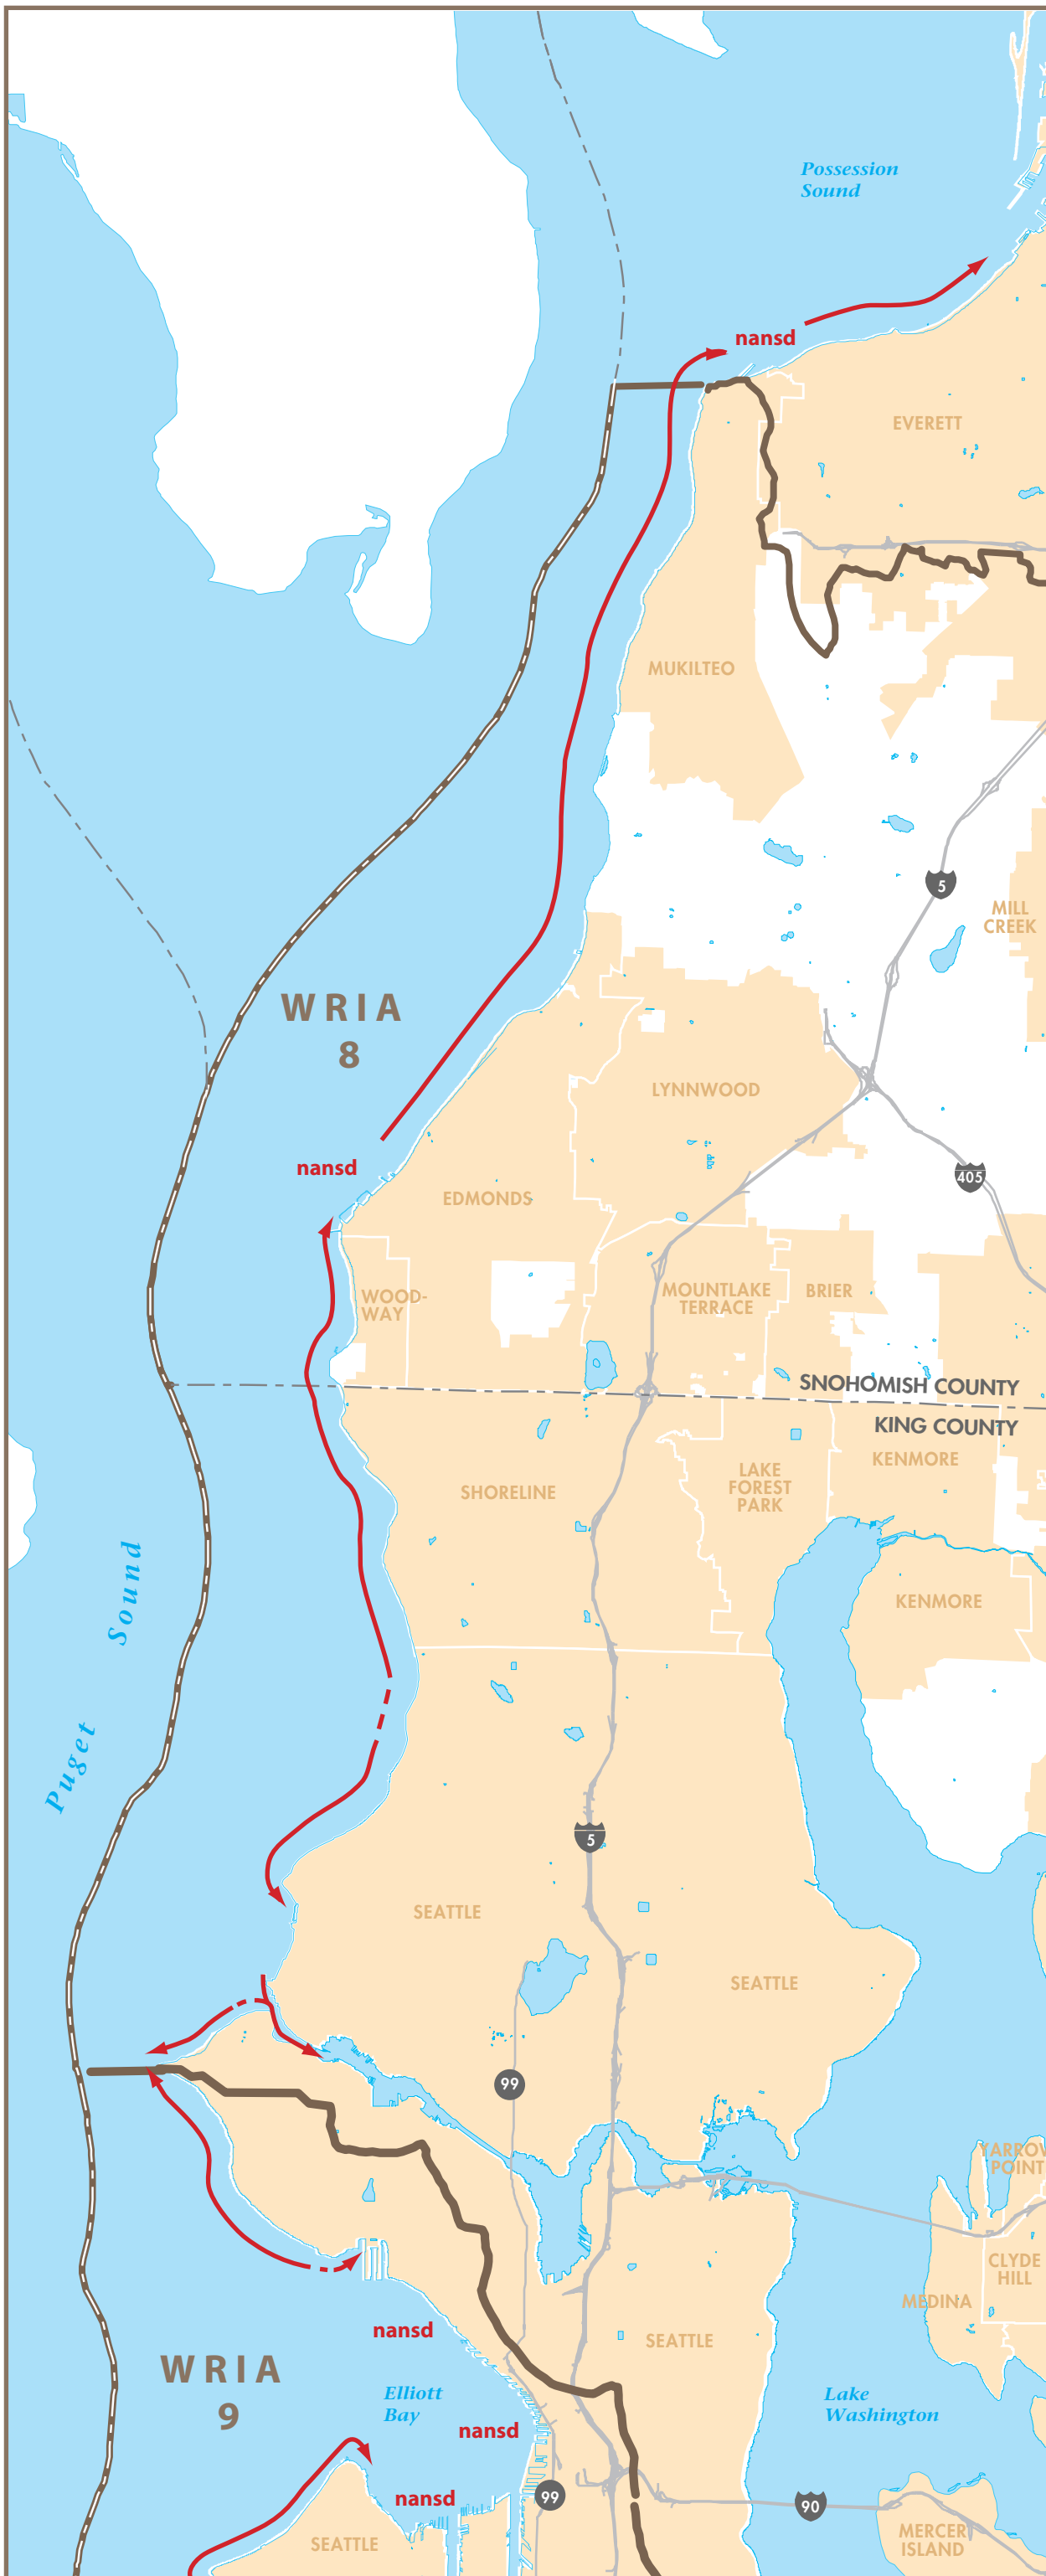 Possession
Sound
nansd
EVERETT
MUKILTEO
5
MILL
CREEK
WRIA
8
LYNNWOOD
nansd
405
EDMONDS
WOOD-
WAY
MOUNTLAKE
TERRACE
BRIER
SNOHOMISH COUNTY
KING COUNTY
KENMORE
LAKE
FOREST
PARK
SHORELINE
Puget Sound
KENMORE
5
SEATTLE
SEATTLE
99
YARROW
POINT
CLYDE
HILL
MEDINA
nansd
SEATTLE
WRIA
9
Elliott
Bay
Lake
Washington
nansd
99
nansd
90
SEATTLE
MERCER
ISLAND